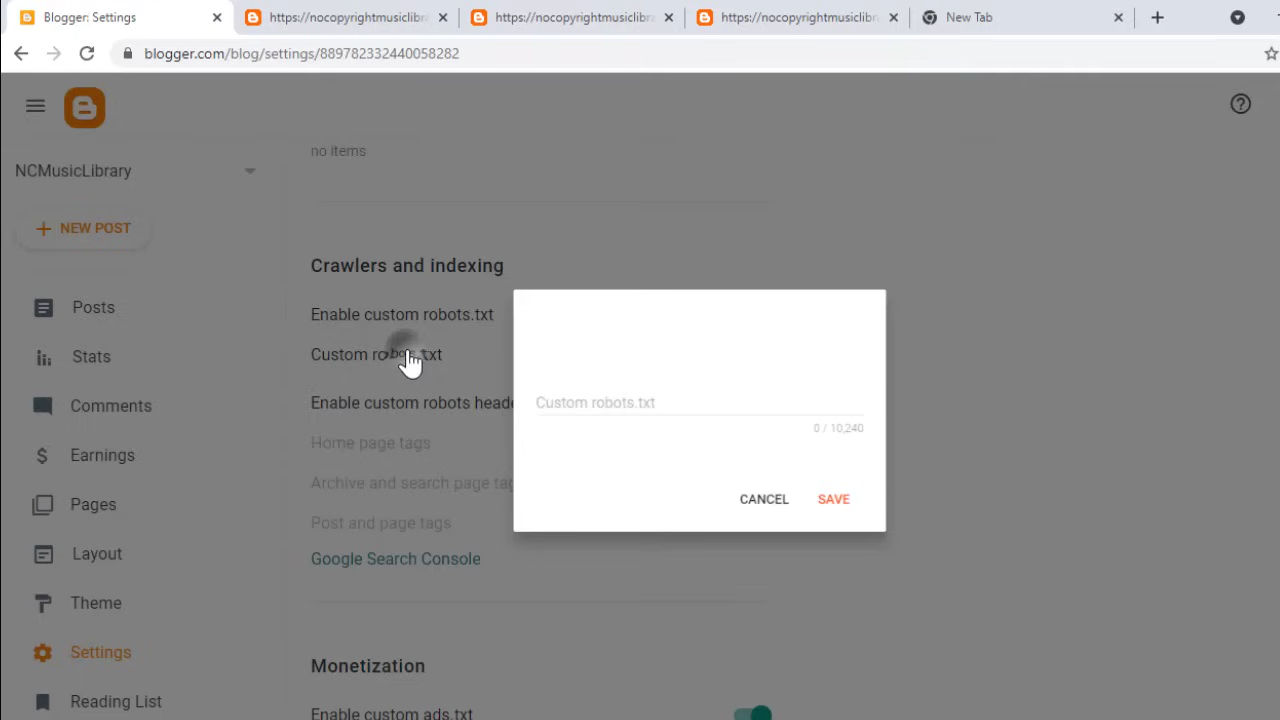 Blogger: Settings
https://nocopyrightmusiclibr
https://nocopyrightmusiclibra
https://nocopyrightmusiclibra
New Tab
blogger.com/blog/settings/889782332440058282
NCMusicLibrary
NEW POST
Posts
Stats
Comments
Earnings
Pages
Layout
Theme
Settings
Reading List
no items
Crawlers and indexing
Enable custom robots.txt
Custom robots.txt
Enable custom robots heade
Home page tags
Archive and search page tag
Post and page tags
Google Search Console
Monetization
Enable custom ads.txt
Custom robots.txt
0 / 10,240
CANCEL
SAVE